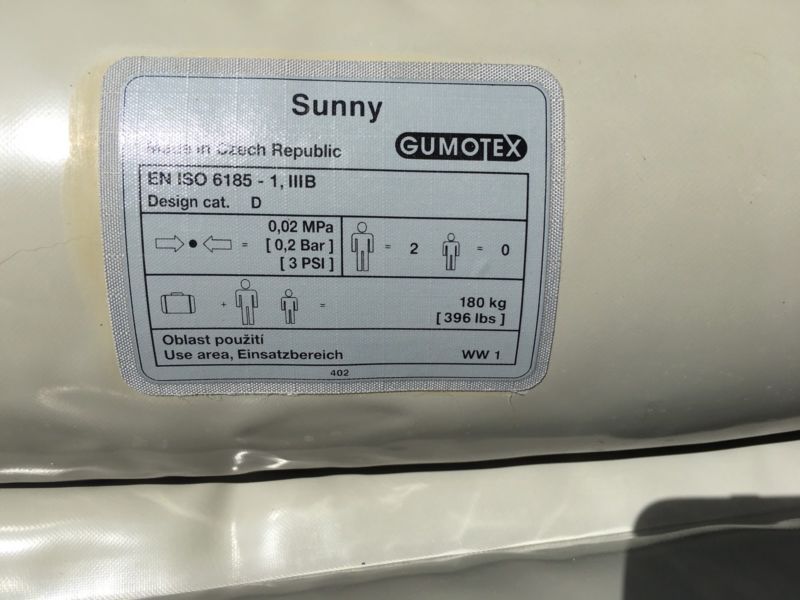 Sunny
Made in Czech Republic
GUMOTEX
EN ISO 6185 - 1, IIIB
Design cat. D
= 0,02 MPa
[ 0,2 Bar ]
[ 3 PSI ]
= 2 = 0
+ = 180 kg
[ 396 lbs ]
Oblast použití
Use area, Einsatzbereich WW 1
402